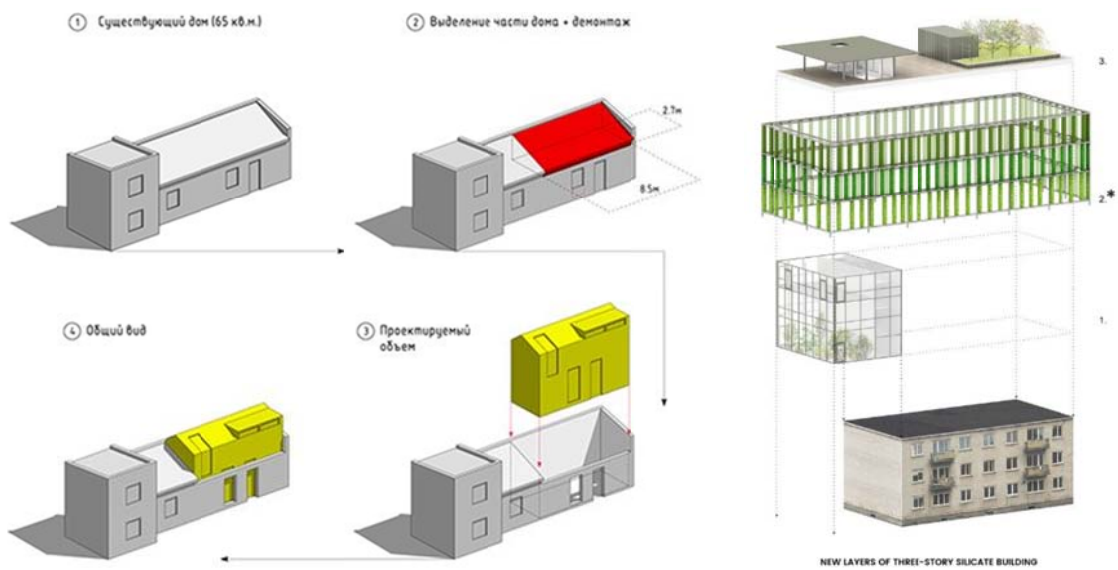 1 Существующий дом (65 кв.м.)
2 Выделение части дома + демонтаж
2.7м
8.5м
4 Общий вид
3 Проектируемый
объем
3.
2.*
1.
NEW LAYERS OF THREE-STORY SILICATE BUILDING